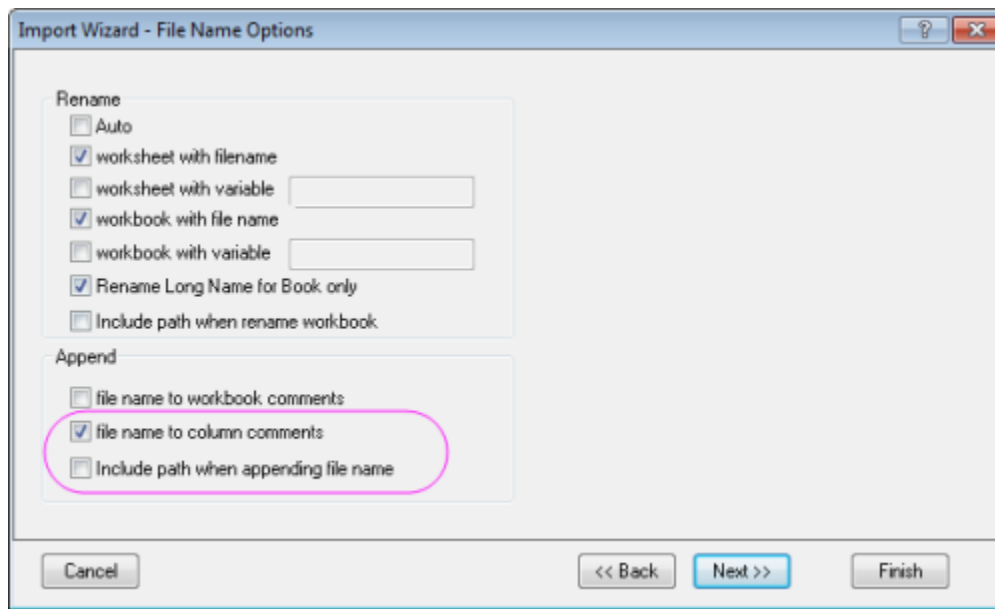 Import Wizard - File Name Options
?
Rename
Auto
worksheet with filename
worksheet with variable
workbook with file name
workbook with variable
Rename Long Name for Book only
Include path when rename workbook
Append
file name to workbook comments
file name to column comments
Include path when appending file name
Cancel
<< Back
Next >>
Finish